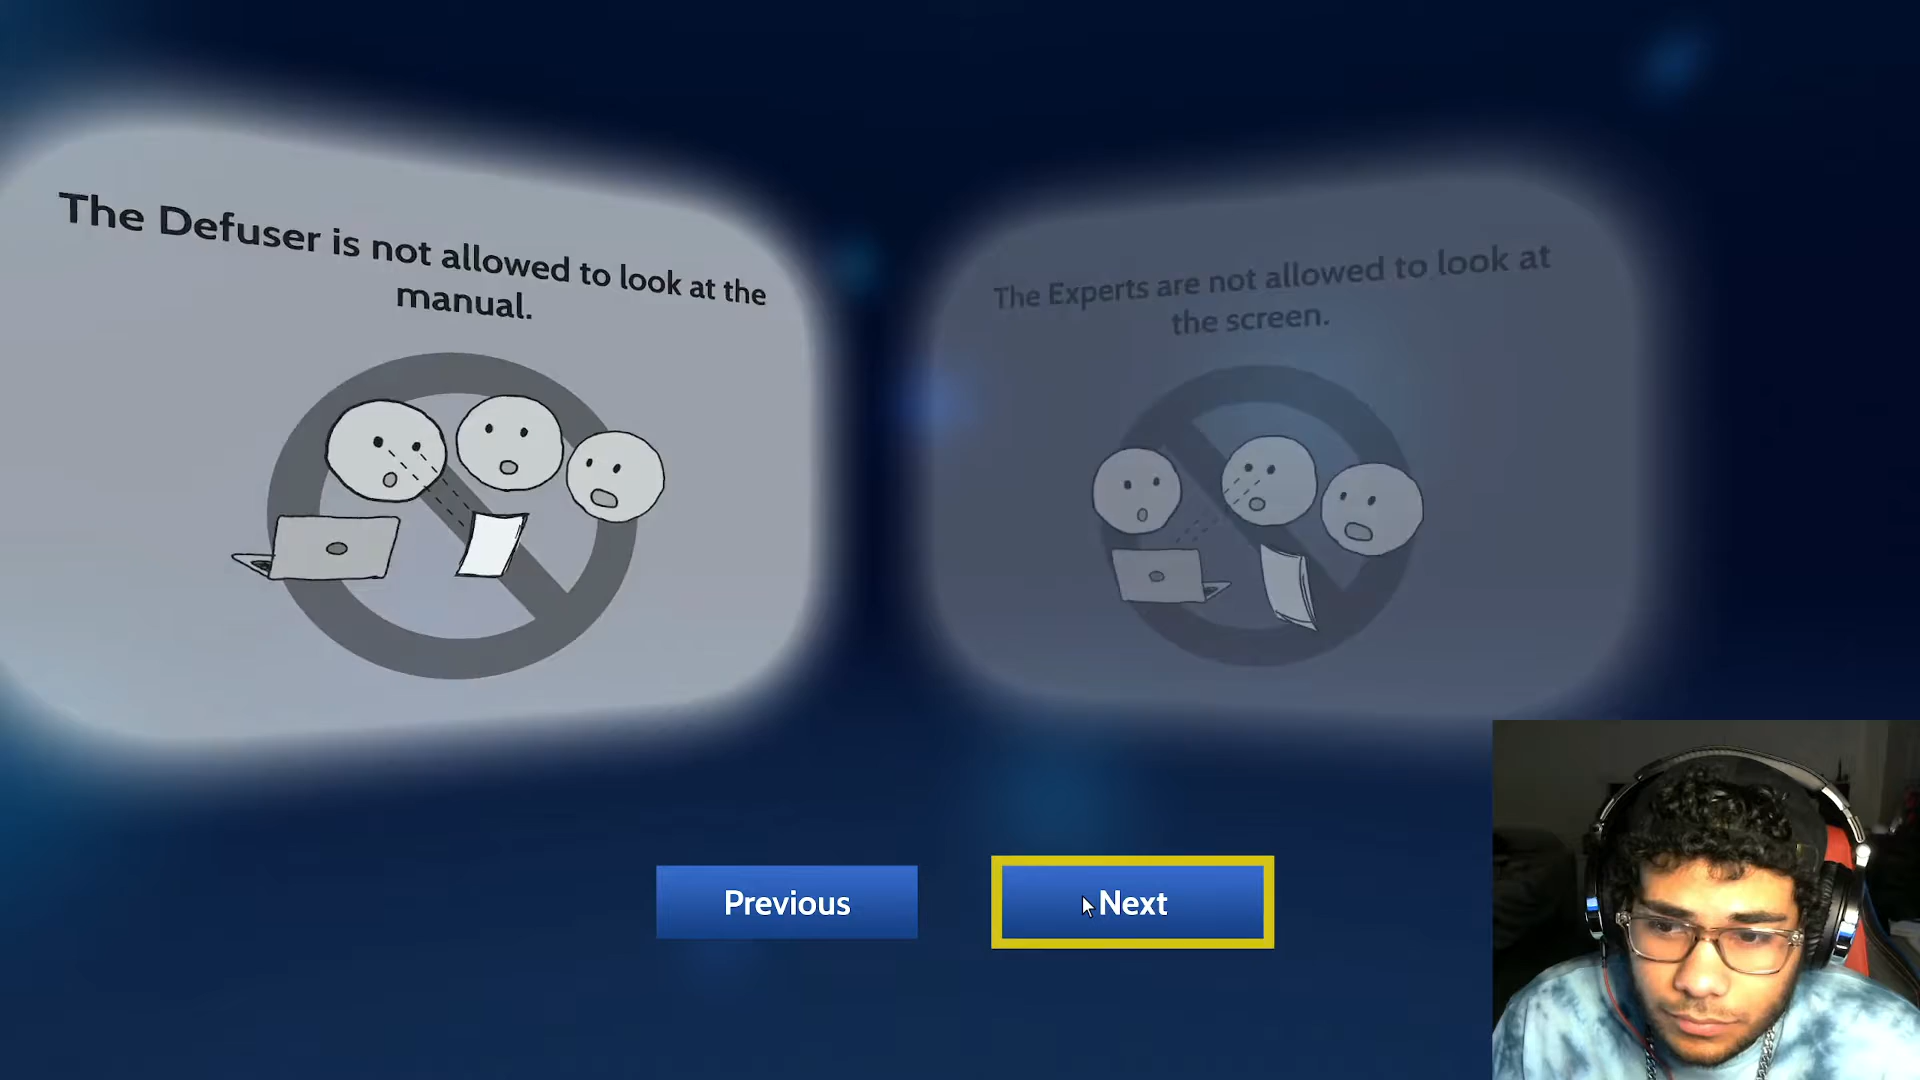 The Defuser is not allowed to look at the
manual.
The Experts are not allowed to look at
the screen.
Previous
Next